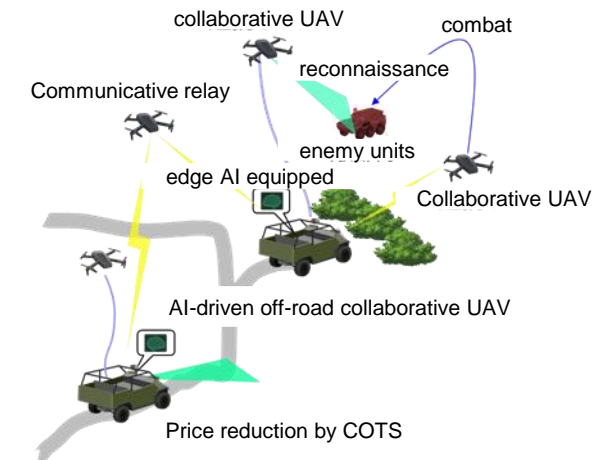 collaborative UAV
combat
reconnaissance
Communicative relay
enemy units
edge AI equipped
Collaborative UAV
AI-driven off-road collaborative UAV
Price reduction by COTS